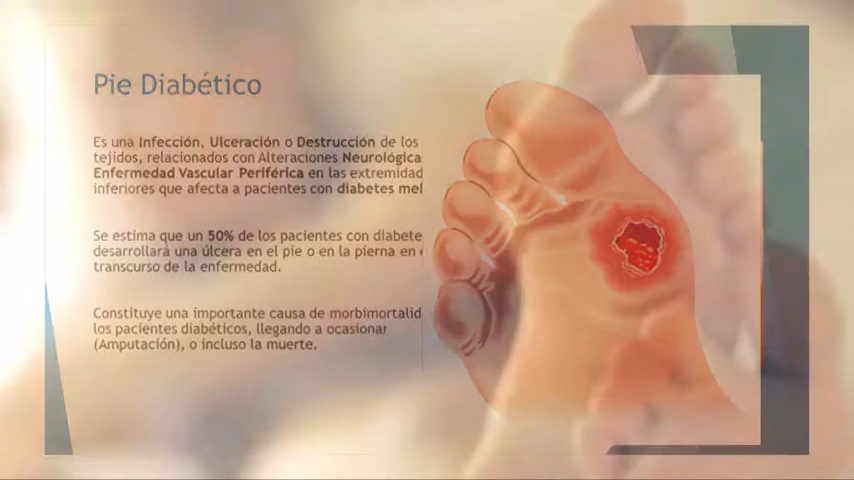 Pie Diabético
Es una Infección, Ulceración o Destrucción de los
tejidos, relacionados con Alteraciones Neurológica
Enfermedad Vascular Periférica en las extremidad
inferiores que afecta a pacientes con diabetes mel
Se estima que un 50% de los pacientes con diabete
desarrollará una úlcera en el pie o en la pierna en
transcurso de la enfermedad.
Constituye una importante causa de morbimortalid
los pacientes diabéticos, llegando a ocasionar
(Amputación), o incluso la muerte.